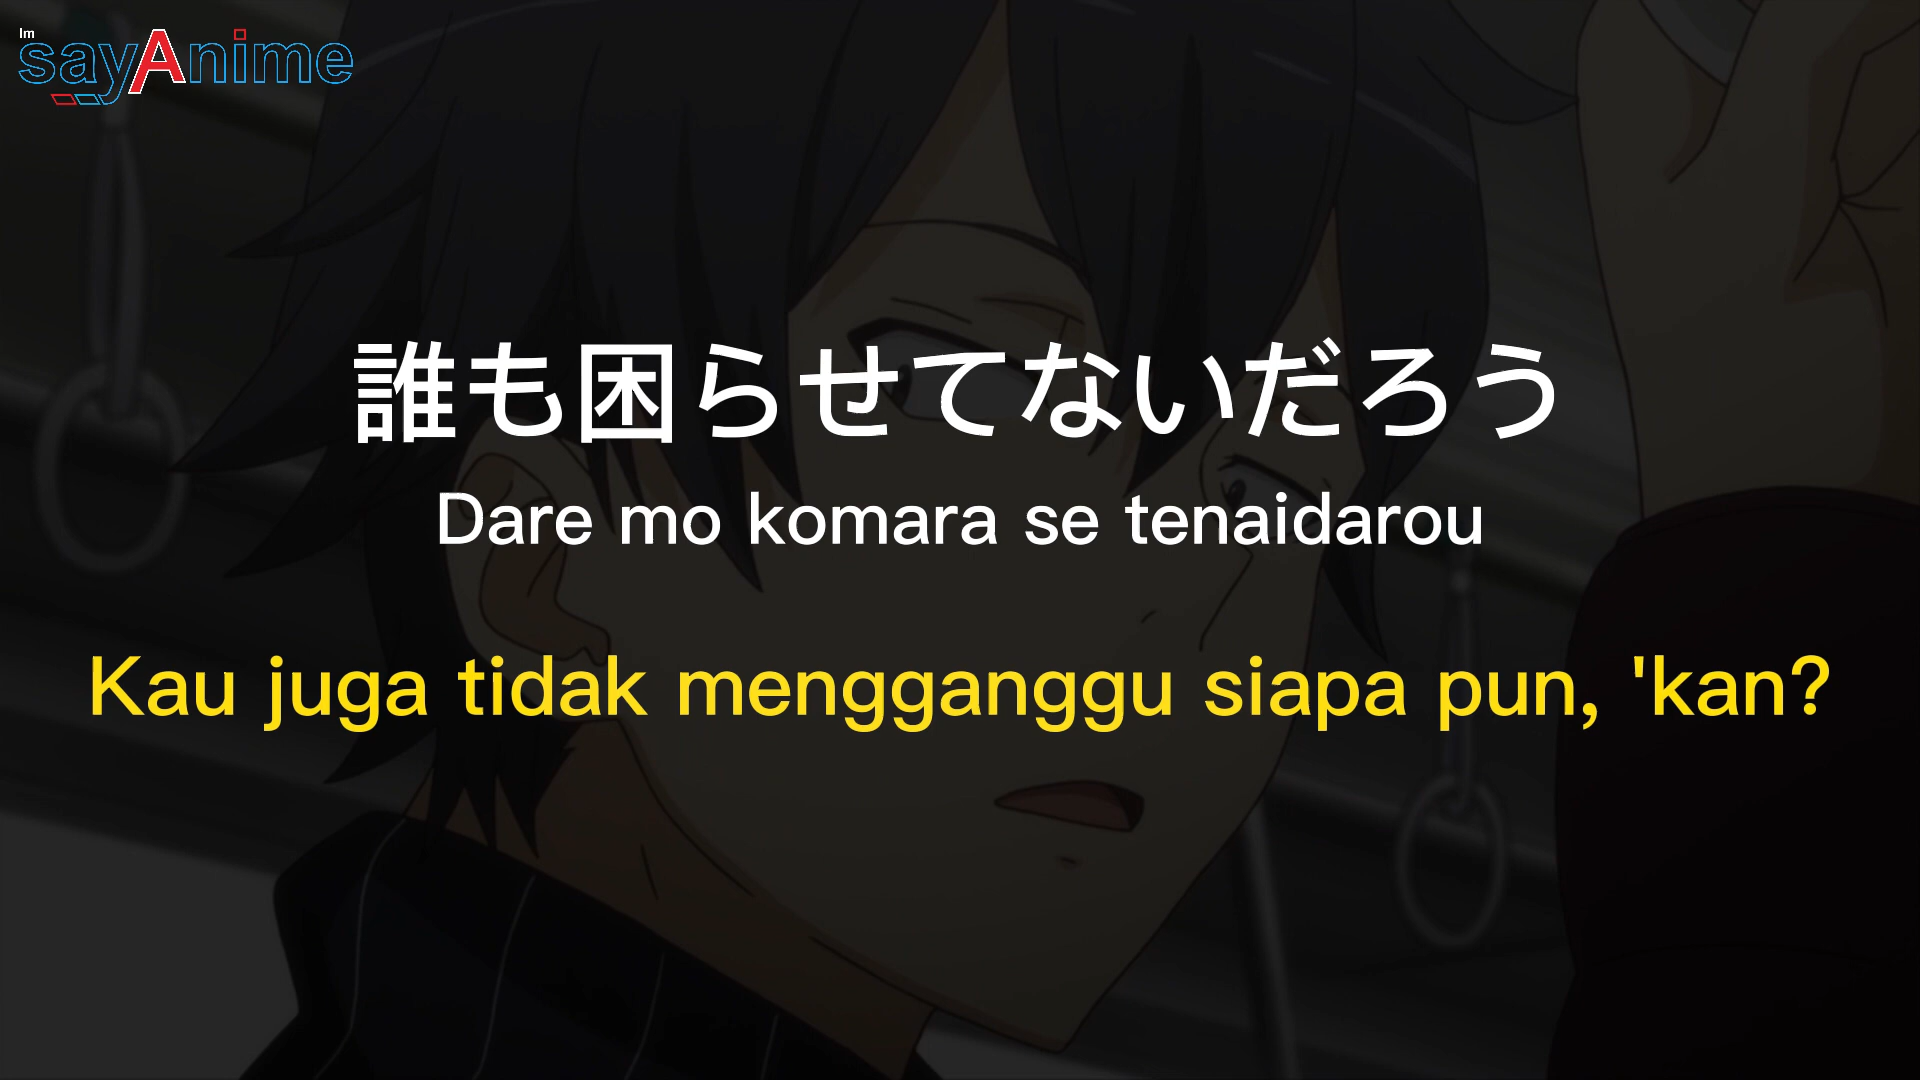 Im
sayAnime
誰も困らせてないだろう
Dare mo komara se tenaidarou
Kau juga tidak mengganggu siapa pun, 'kan?